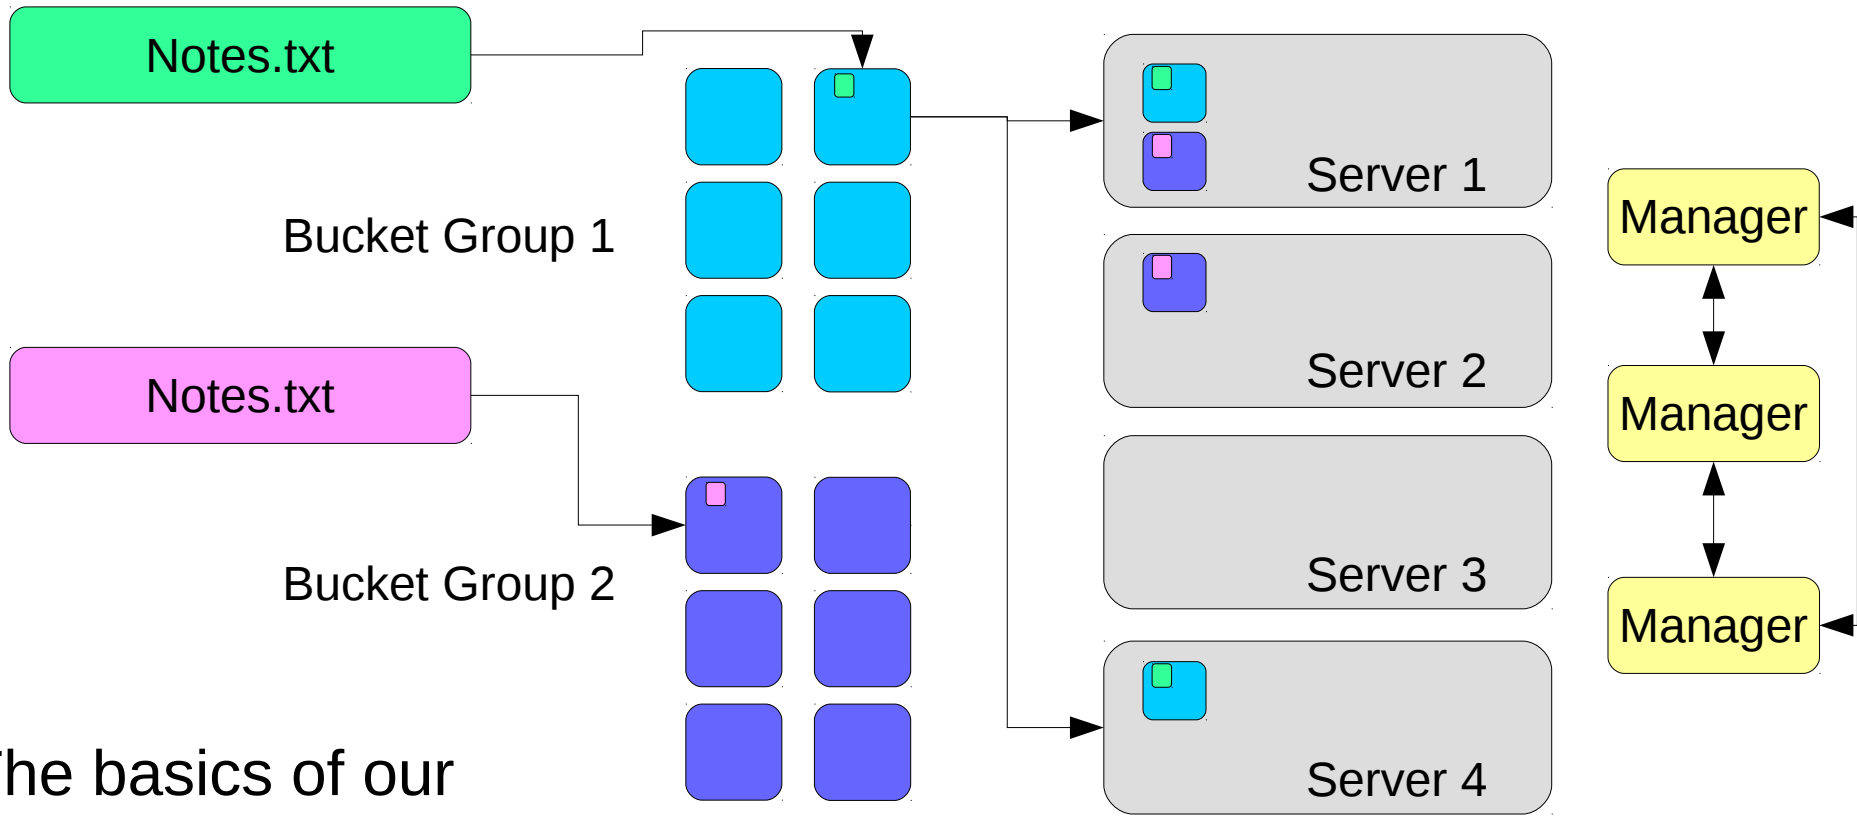 Notes.txt
Bucket Group 1
Notes.txt
Bucket Group 2
Server 1
Server 2
Server 3
Server 4
Manager
Manager
Manager
The basics of our